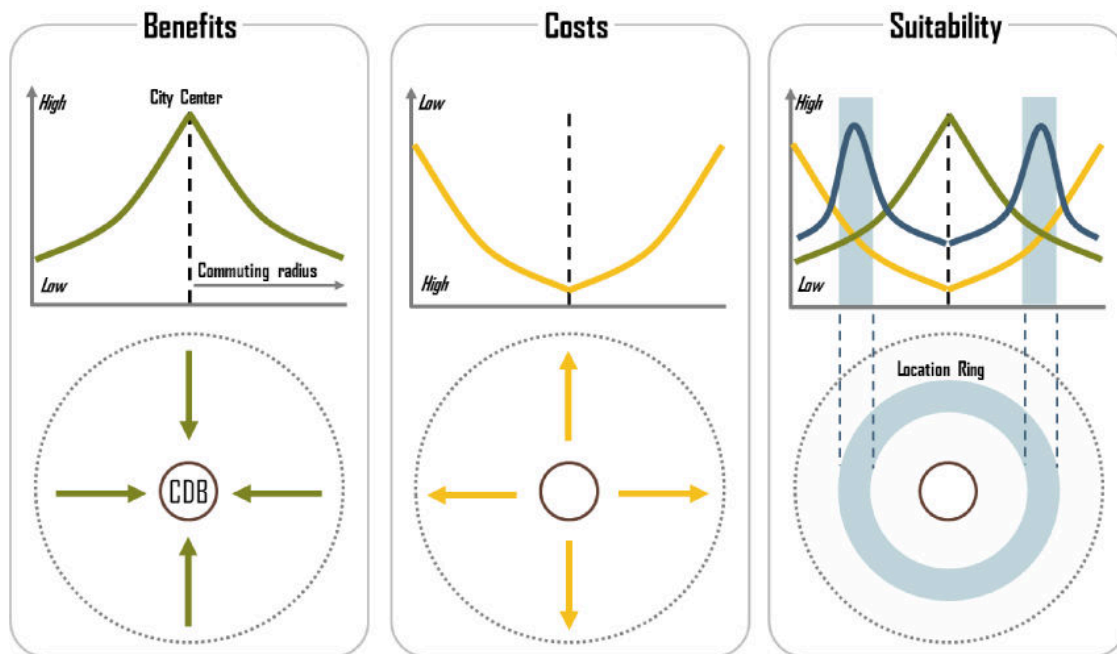 Benefits
High
City Center
Commuting radius
Low
CDB
Costs
Low
High
Suitability
High
Low
Location Ring